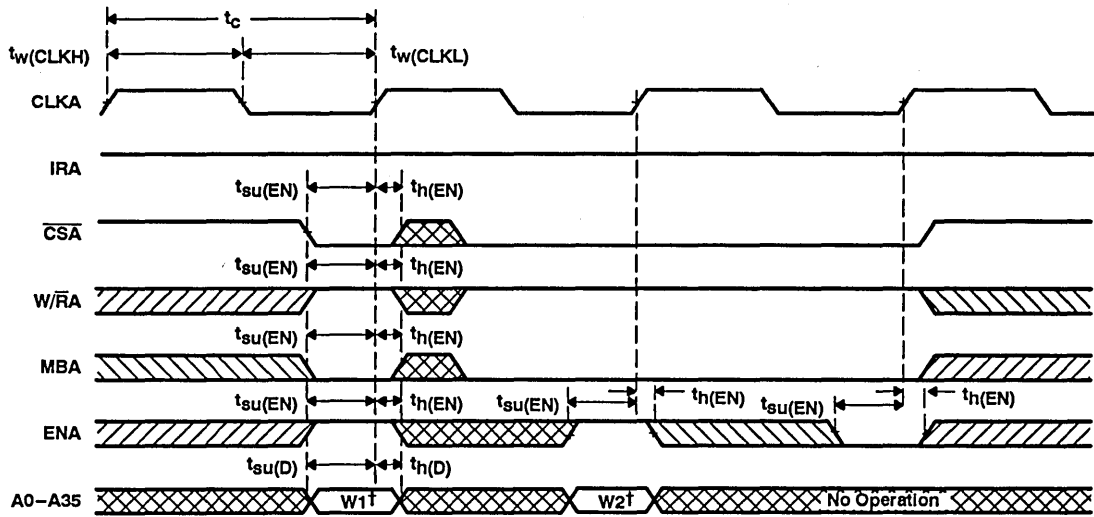 tc
tw(CLKH)
tw(CLKL)
CLKA
IRA
tsu(EN)
th(EN)
CSA
tsu(EN)
th(EN)
W/RA
tsu(EN)
th(EN)
MBA
tsu(EN)
th(EN)
tsu(EN)
th(EN)
tsu(EN)
th(EN)
ENA
tsu(D)
th(D)
A0–A35
W1†
W2†
No Operation